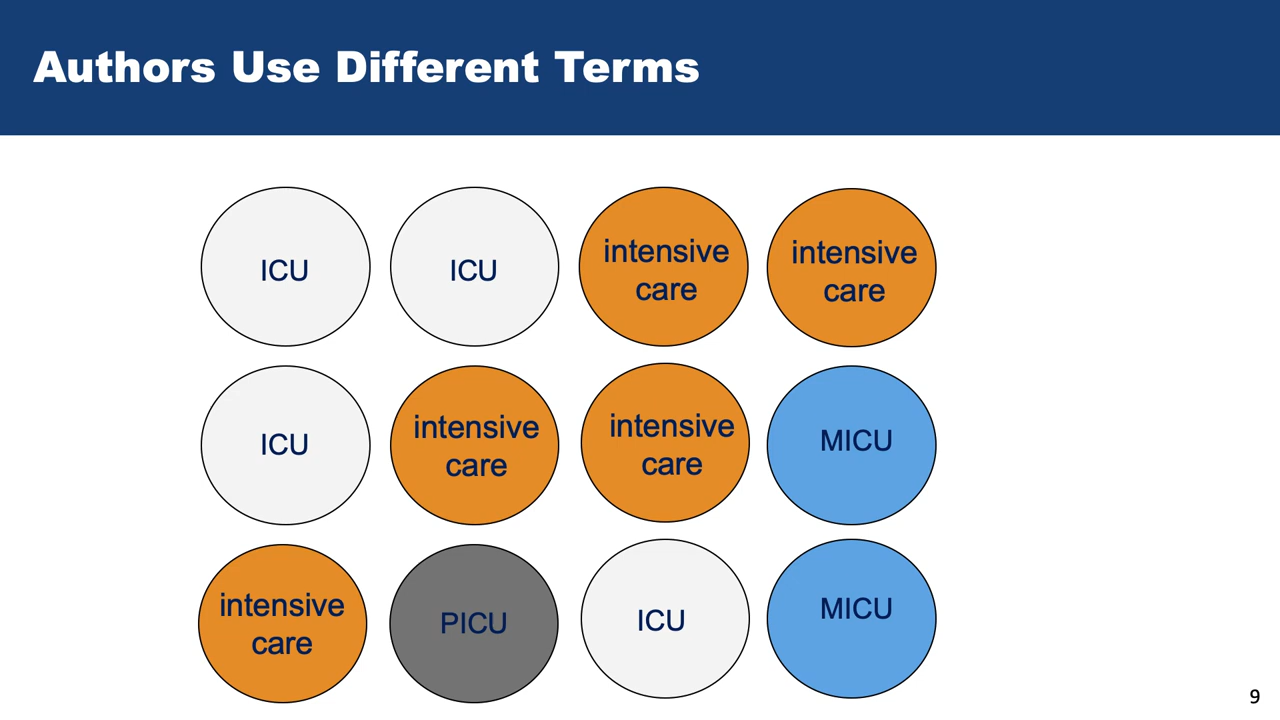 Authors Use Different Terms
ICU
ICU
intensive
care
intensive
care
ICU
intensive
care
intensive
care
MICU
intensive
care
PICU
ICU
MICU
9